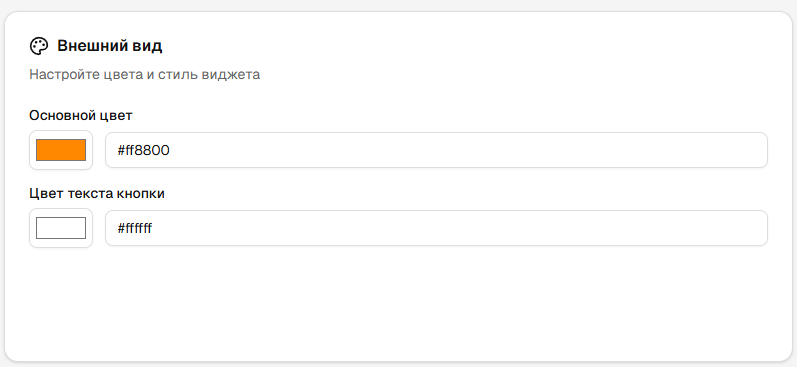 Внешний вид
Настройте цвета и стиль виджета
Основной цвет
#ff8800
Цвет текста кнопки
#ffffff